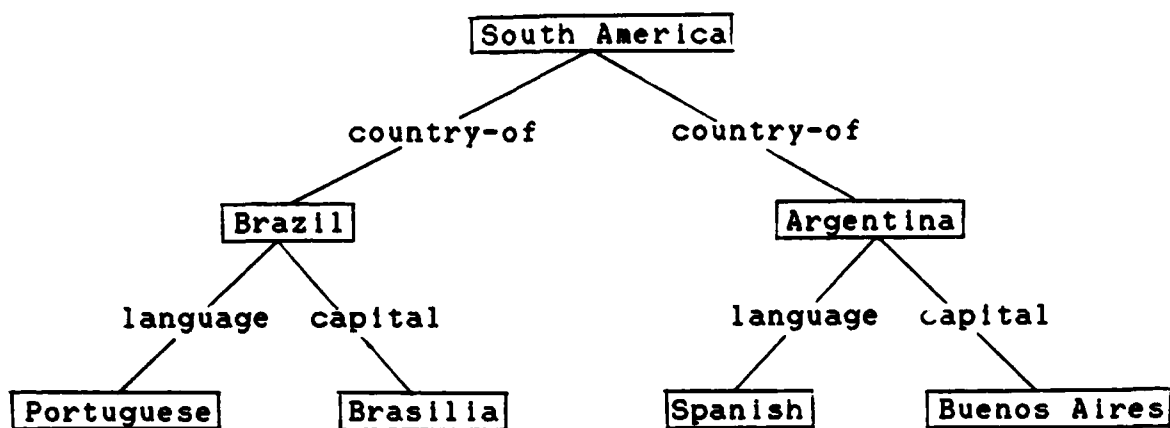 South America
country-of country-of
Brazil Argentina
language capital language capital
Portuguese Brasilia Spanish Buenos Aires